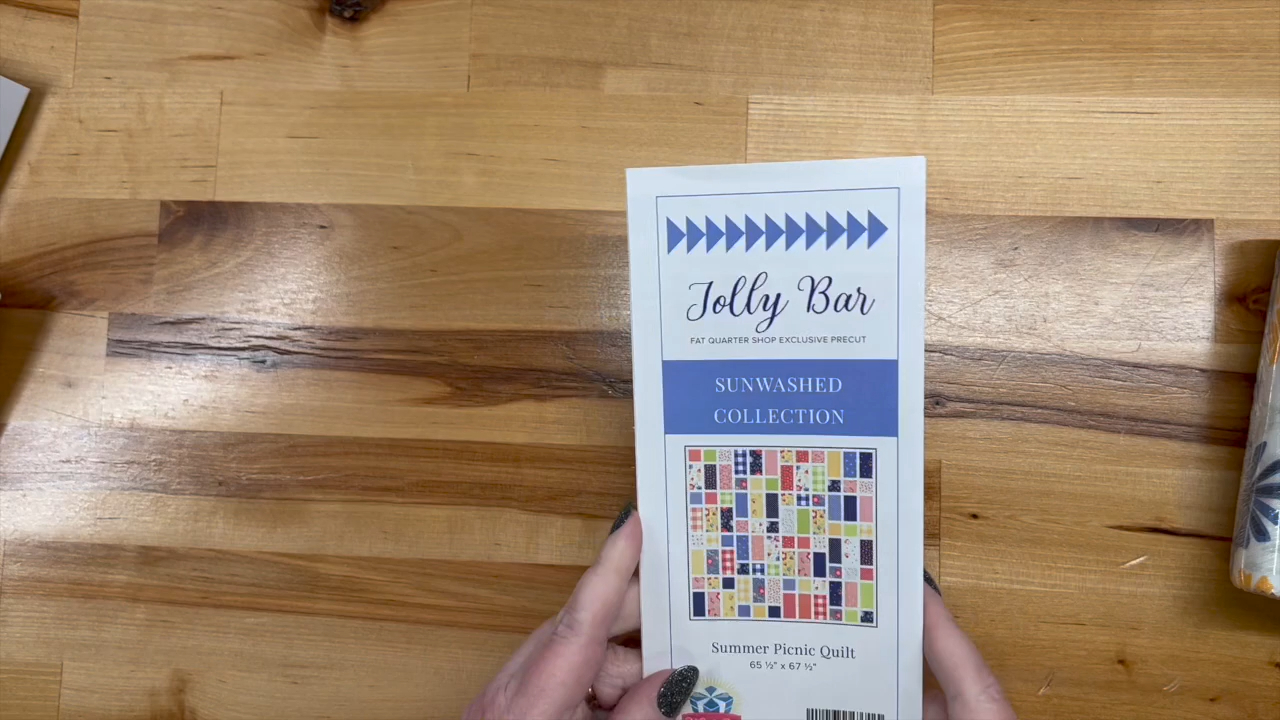 Jolly Bar
FAT QUARTER SHOP EXCLUSIVE PRECUT
SUNWASHED
COLLECTION
Summer Picnic Quilt
65 ½" x 67 ½"